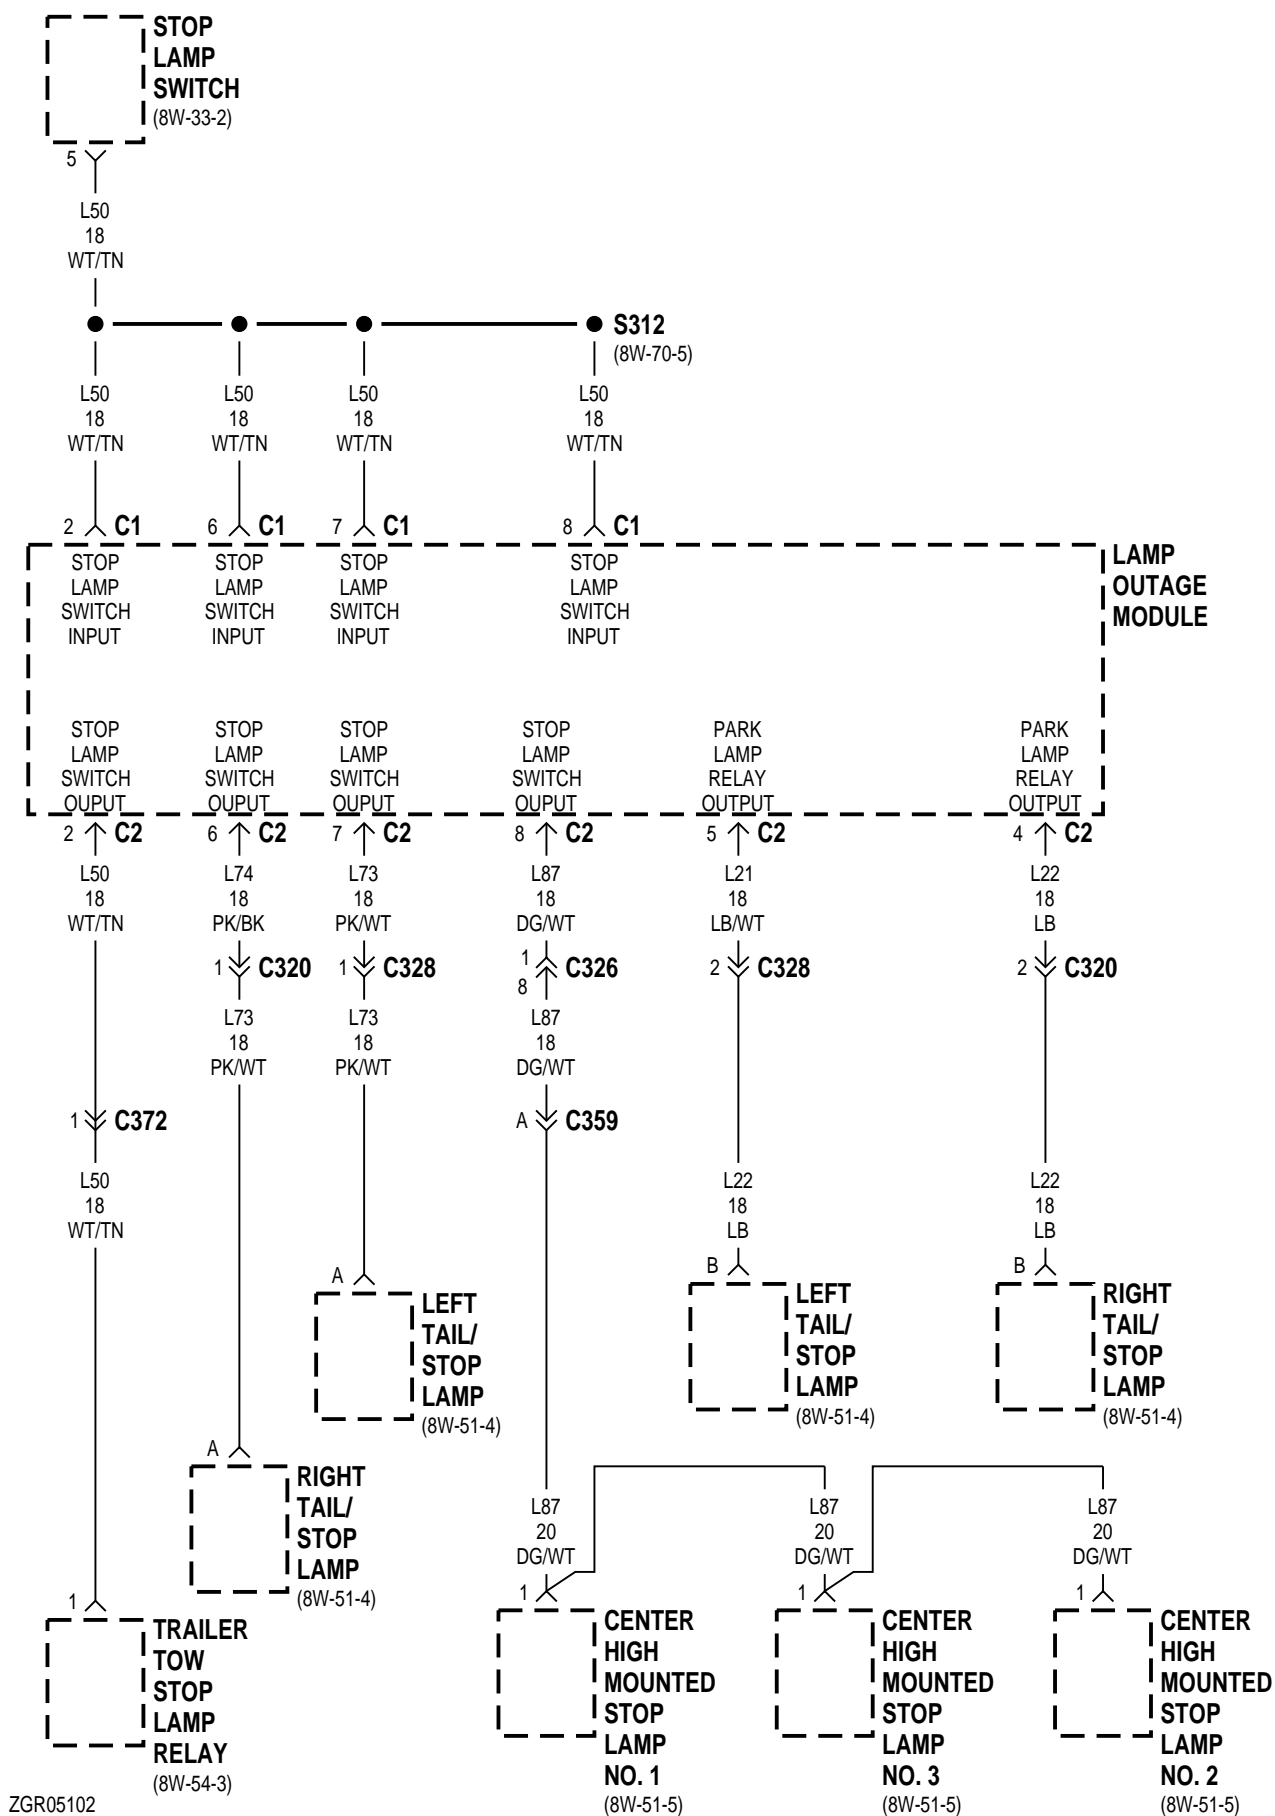 STOP
LAMP
SWITCH
(8W-33-2)
5
L50
18
WT/TN
S312
(8W-70-5)
L50
18
WT/TN
L50
18
WT/TN
L50
18
WT/TN
L50
18
WT/TN
2 C1
6 C1
7 C1
8 C1
LAMP
OUTAGE
MODULE
STOP
LAMP
SWITCH
INPUT
STOP
LAMP
SWITCH
INPUT
STOP
LAMP
SWITCH
INPUT
STOP
LAMP
SWITCH
INPUT
STOP
LAMP
SWITCH
OUPUT
STOP
LAMP
SWITCH
OUPUT
STOP
LAMP
SWITCH
OUPUT
STOP
LAMP
SWITCH
OUPUT
PARK
LAMP
RELAY
OUTPUT
PARK
LAMP
RELAY
OUTPUT
2 C2
6 C2
7 C2
8 C2
5 C2
4 C2
L50
18
WT/TN
L74
18
PK/BK
L73
18
PK/WT
L87
18
DG/WT
L21
18
LB/WT
L22
18
LB
1 C320
1 C328
1
8
C326
2 C328
2 C320
L73
18
PK/WT
L73
18
PK/WT
L87
18
DG/WT
1 C372
A C359
L50
18
WT/TN
L22
18
LB
L22
18
LB
A
LEFT
TAIL/
STOP
LAMP
(8W-51-4)
B
LEFT
TAIL/
STOP
LAMP
(8W-51-4)
B
RIGHT
TAIL/
STOP
LAMP
(8W-51-4)
A
RIGHT
TAIL/
STOP
LAMP
(8W-51-4)
L87
20
DG/WT
L87
20
DG/WT
L87
20
DG/WT
1
TRAILER
TOW
STOP
LAMP
RELAY
(8W-54-3)
1
CENTER
HIGH
MOUNTED
STOP
LAMP
NO. 1
(8W-51-5)
1
CENTER
HIGH
MOUNTED
STOP
LAMP
NO. 3
(8W-51-5)
1
CENTER
HIGH
MOUNTED
STOP
LAMP
NO. 2
(8W-51-5)
ZGR05102